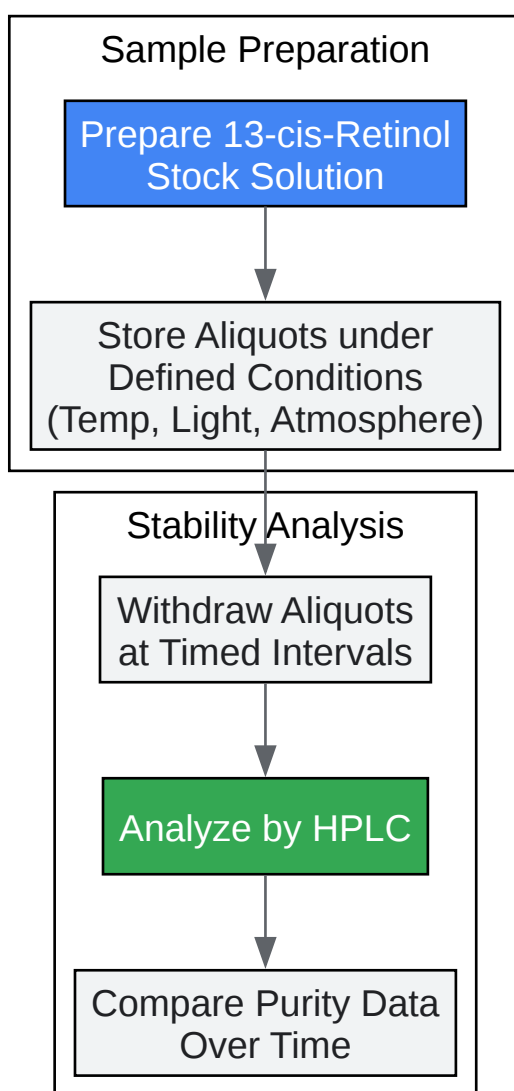 Sample Preparation
Prepare 13-cis-Retinol
Stock Solution
Store Aliquots under
Defined Conditions
(Temp, Light, Atmosphere)
Stability Analysis
Withdraw Aliquots
at Timed Intervals
Analyze by HPLC
Compare Purity Data
Over Time